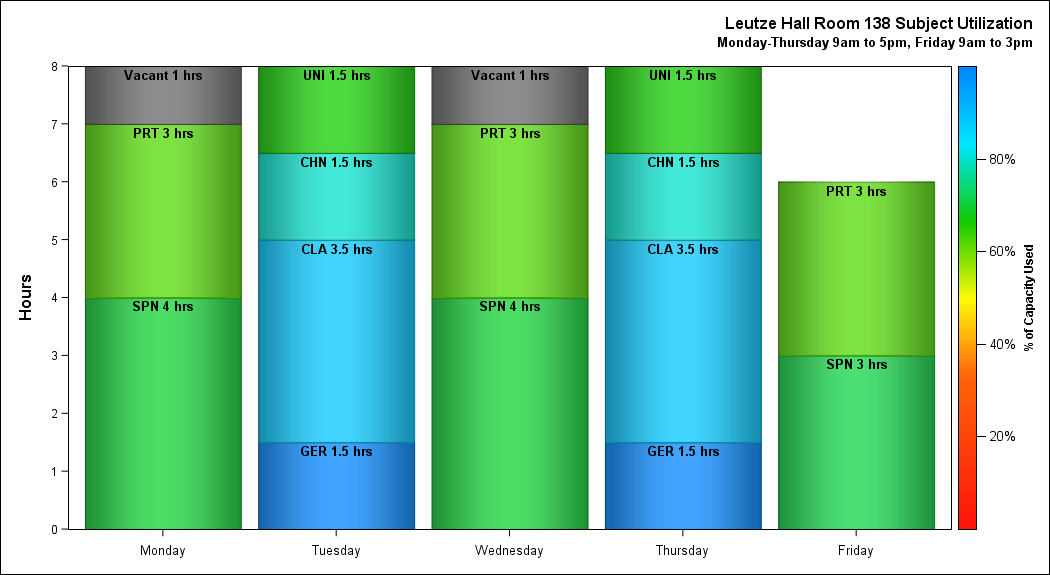 Leutze Hall Room 138 Subject Utilization
Monday-Thursday 9am to 5pm, Friday 9am to 3pm
8
7
6
5
4
3
2
1
0
Hours
Vacant 1 hrs
PRT 3 hrs
SPN 4 hrs
UNI 1.5 hrs
CHN 1.5 hrs
CLA 3.5 hrs
GER 1.5 hrs
Vacant 1 hrs
PRT 3 hrs
SPN 4 hrs
UNI 1.5 hrs
CHN 1.5 hrs
CLA 3.5 hrs
GER 1.5 hrs
PRT 3 hrs
SPN 3 hrs
Monday
Tuesday
Wednesday
Thursday
Friday
80%
60%
40%
20%
% of Capacity Used